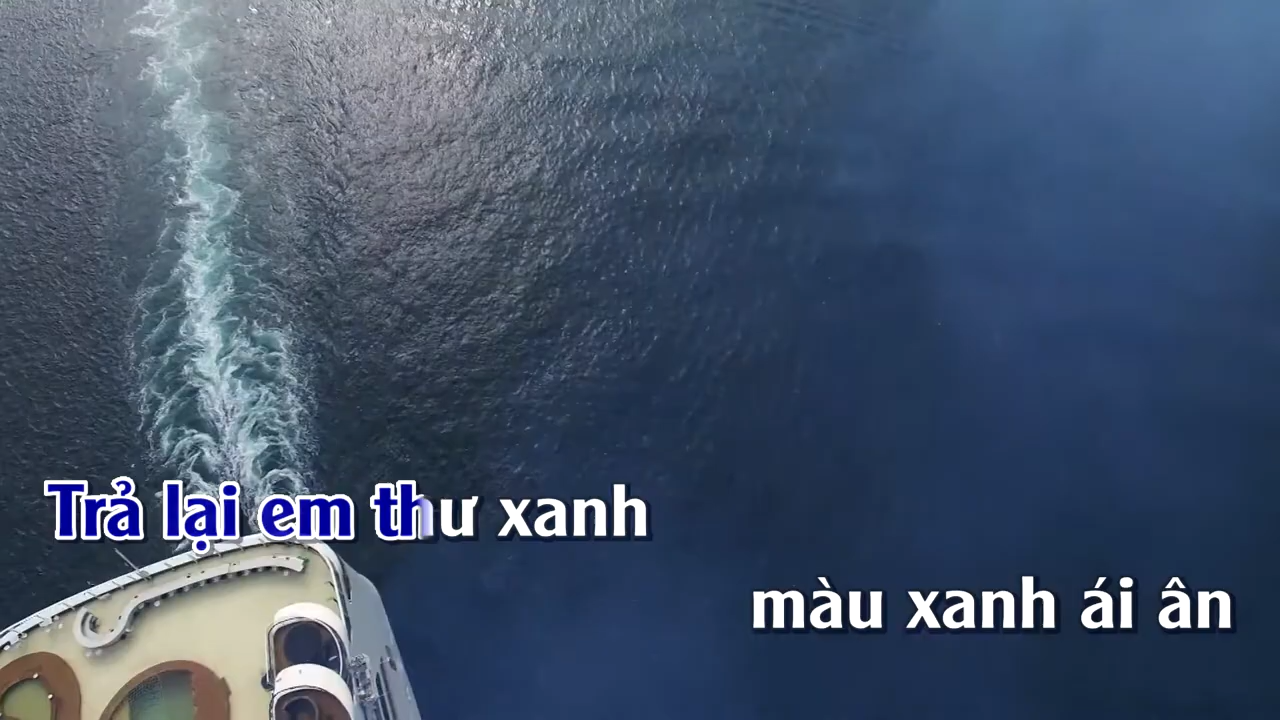 Trả lại em thư xanh
màu xanh ái ân